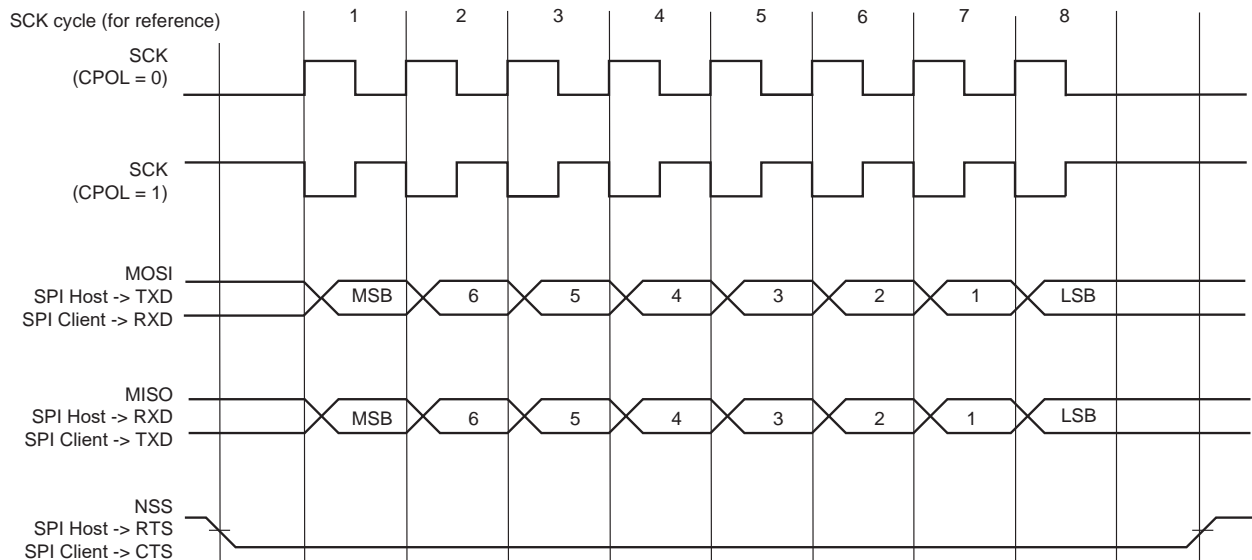 SCK cycle (for reference)
1 2 3 4 5 6 7 8
SCK
(CPOL = 0)
SCK
(CPOL = 1)
MOSI
SPI Host -> TXD
SPI Client -> RXD
MSB 6 5 4 3 2 1 LSB
MISO
SPI Host -> RXD
SPI Client -> TXD
MSB 6 5 4 3 2 1 LSB
NSS
SPI Host -> RTS
SPI Client -> CTS